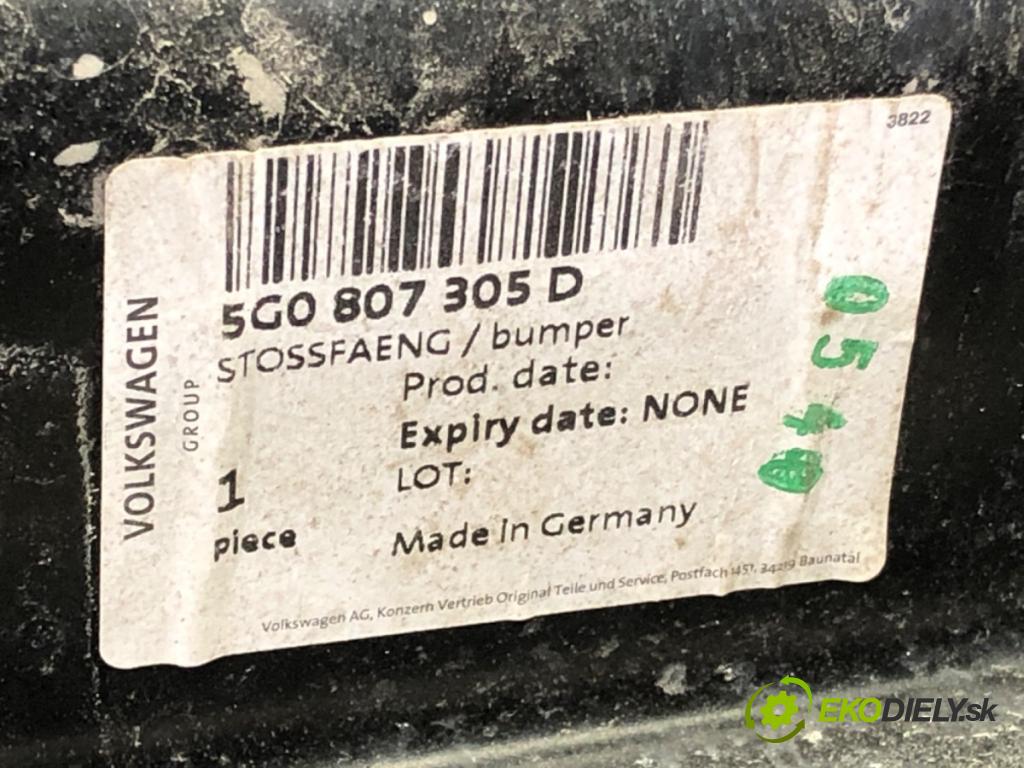 3822
5G0 807 305 D
STOSSFAENG / bumper
Prod. date:
Expiry date: NONE
LOT:
1
piece
Made in Germany
Volkswagen AG, Konzern Vertrieb Original Teile und Service, Postfach 1451, 34219 Baunatal
VOLKSWAGEN
GROUP
05
EKODIELY.sk